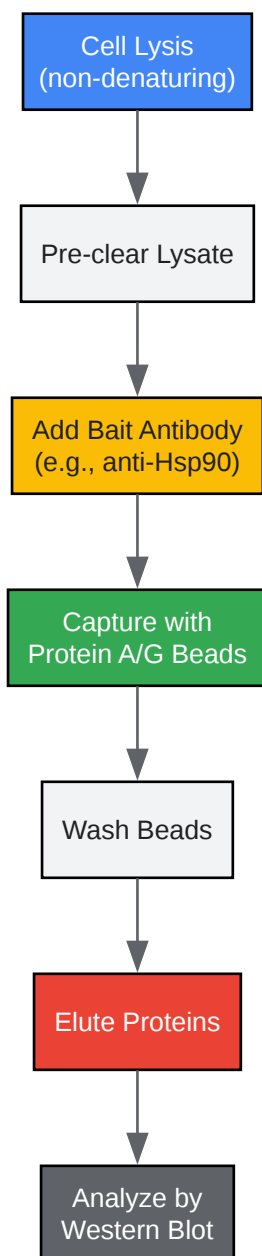 Cell Lysis
(non-denaturing)
Pre-clear Lysate
Add Bait Antibody
(e.g., anti-Hsp90)
Capture with
Protein A/G Beads
Wash Beads
Elute Proteins
Analyze by
Western Blot